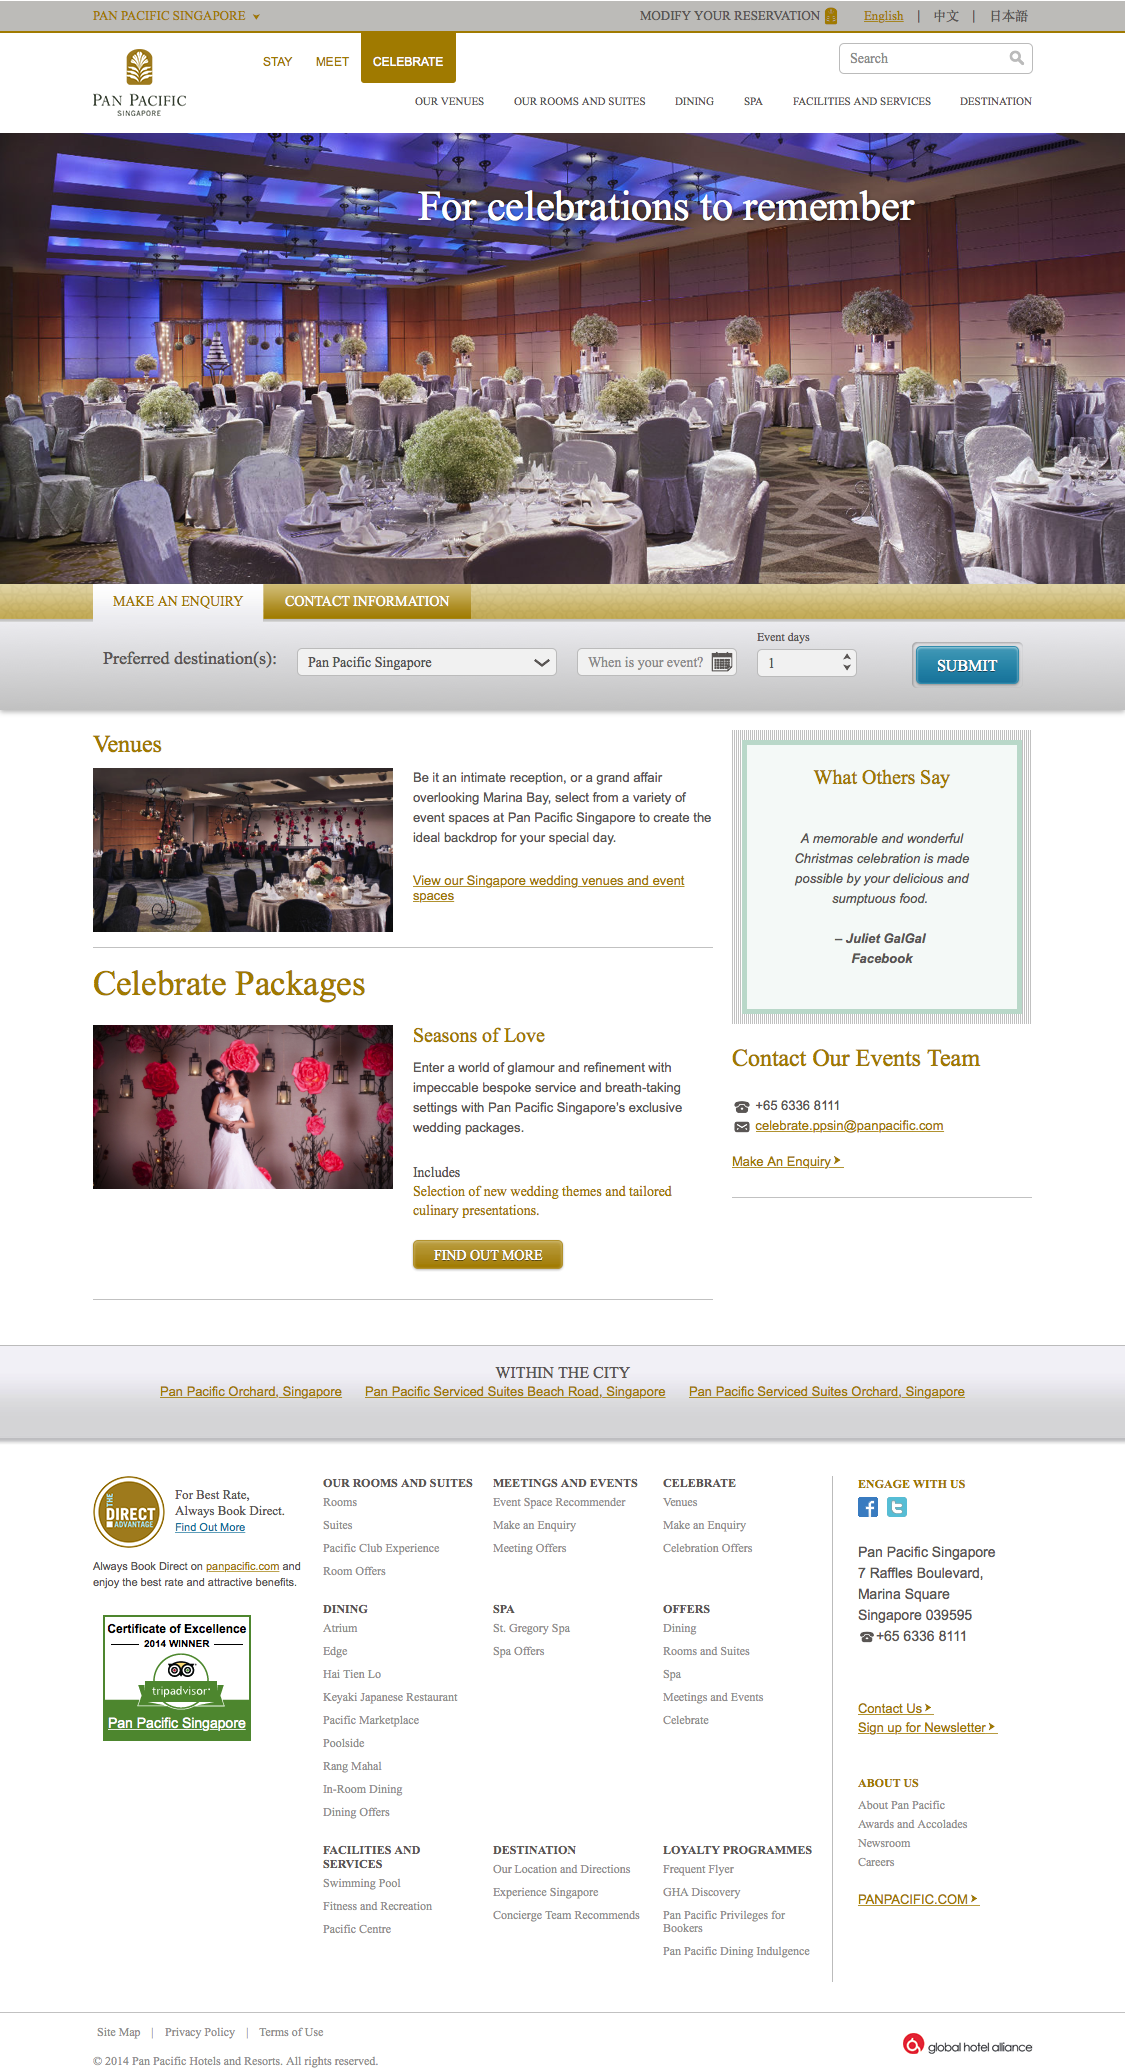 PAN PACIFIC SINGAPORE
MODIFY YOUR RESERVATION
English | 中文 | 日本語
PAN PACIFIC
SINGAPORE
STAY MEET CELEBRATE
Search
OUR VENUES OUR ROOMS AND SUITES DINING SPA FACILITIES AND SERVICES DESTINATION
For celebrations to remember
MAKE AN ENQUIRY CONTACT INFORMATION
Event days
Preferred destination(s): Pan Pacific Singapore When is your event? 1 SUBMIT
Venues
Be it an intimate reception, or a grand affair
overlooking Marina Bay, select from a variety of
event spaces at Pan Pacific Singapore to create the
ideal backdrop for your special day.
View our Singapore wedding venues and event
spaces
Celebrate Packages
Seasons of Love
Enter a world of glamour and refinement with
impeccable bespoke service and breath-taking
settings with Pan Pacific Singapore's exclusive
wedding packages.
Includes
Selection of new wedding themes and tailored
culinary presentations.
FIND OUT MORE
What Others Say
A memorable and wonderful
Christmas celebration is made
possible by your delicious and
sumptuous food.
– Juliet GalGal
Facebook
Contact Our Events Team
+65 6336 8111
celebrate.ppsin@panpacific.com
Make An Enquiry
WITHIN THE CITY
Pan Pacific Orchard, Singapore Pan Pacific Serviced Suites Beach Road, Singapore Pan Pacific Serviced Suites Orchard, Singapore
THE
DIRECT
ADVANTAGE
For Best Rate,
Always Book Direct.
Find Out More
Always Book Direct on panpacific.com and
enjoy the best rate and attractive benefits.
Certificate of Excellence
2014 WINNER
tripadvisor
Pan Pacific Singapore
OUR ROOMS AND SUITES
Rooms
Suites
Pacific Club Experience
Room Offers
MEETINGS AND EVENTS
Event Space Recommender
Make an Enquiry
Meeting Offers
CELEBRATE
Venues
Make an Enquiry
Celebration Offers
DINING
Atrium
Edge
Hai Tien Lo
Keyaki Japanese Restaurant
Pacific Marketplace
Poolside
Rang Mahal
In-Room Dining
Dining Offers
SPA
St. Gregory Spa
Spa Offers
OFFERS
Dining
Rooms and Suites
Spa
Meetings and Events
Celebrate
FACILITIES AND
SERVICES
Swimming Pool
Fitness and Recreation
Pacific Centre
DESTINATION
Our Location and Directions
Experience Singapore
Concierge Team Recommends
LOYALTY PROGRAMMES
Frequent Flyer
GHA Discovery
Pan Pacific Privileges for
Bookers
Pan Pacific Dining Indulgence
ENGAGE WITH US
Pan Pacific Singapore
7 Raffles Boulevard,
Marina Square
Singapore 039595
+65 6336 8111
Contact Us
Sign up for Newsletter
ABOUT US
About Pan Pacific
Awards and Accolades
Newsroom
Careers
PANPACIFIC.COM
Site Map | Privacy Policy | Terms of Use
© 2014 Pan Pacific Hotels and Resorts. All rights reserved.
global hotel alliance